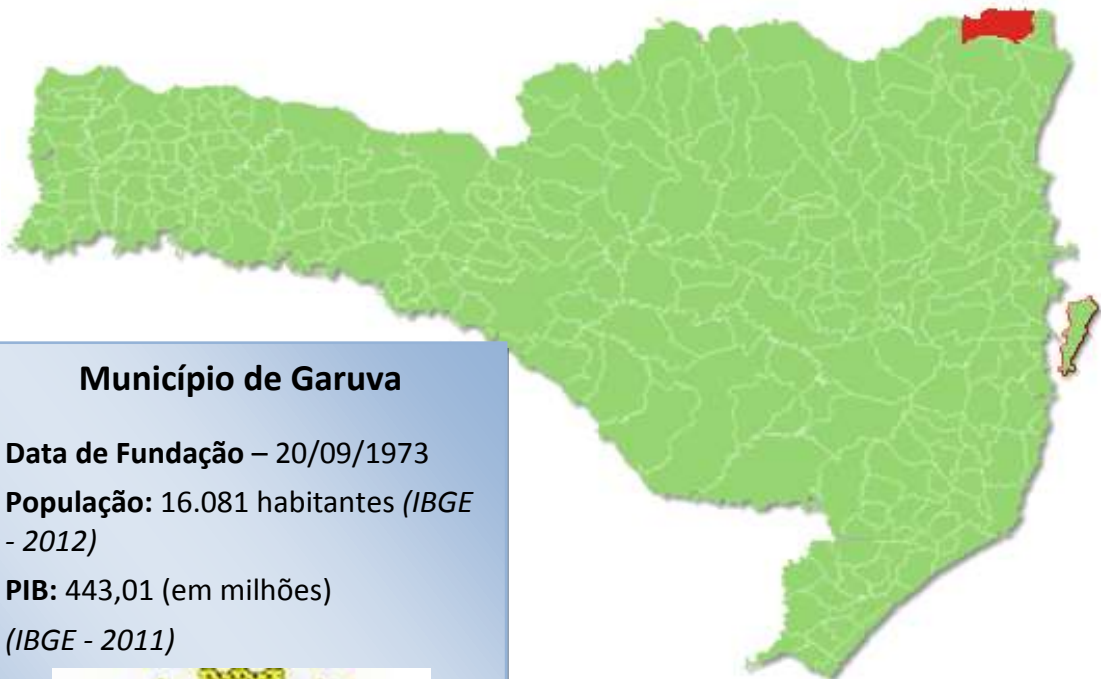 Município de Garuva
Data de Fundação – 20/09/1973
População: 16.081 habitantes (IBGE
- 2012)
PIB: 443,01 (em milhões)
(IBGE - 2011)